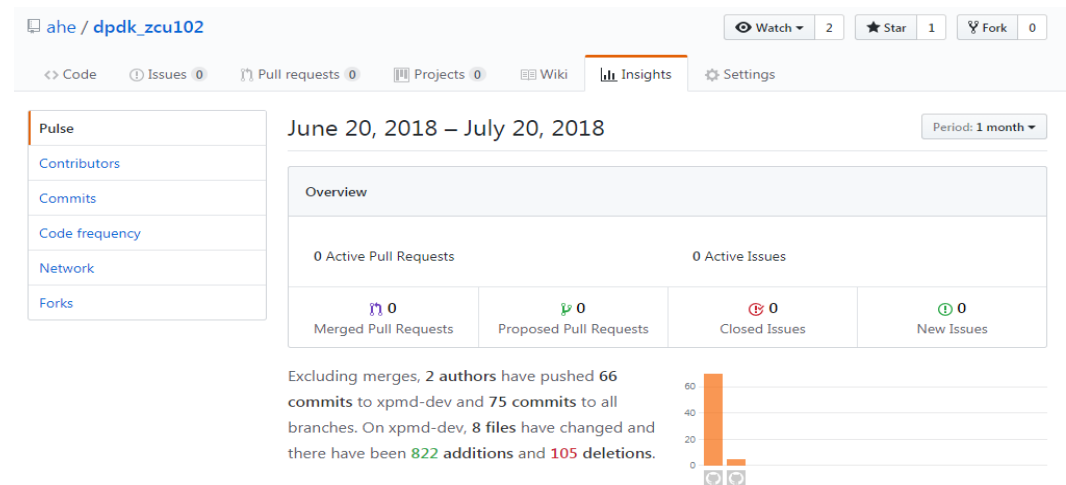 ahe / dpdk_zcu102
Watch 2 Star 1 Fork 0
Code Issues 0 Pull requests 0 Projects 0 Wiki Insights Settings
Pulse
Contributors
Commits
Code frequency
Network
Forks
June 20, 2018 – July 20, 2018
Period: 1 month
Overview
0 Active Pull Requests
0 Active Issues
0
Merged Pull Requests
0
Proposed Pull Requests
0
Closed Issues
0
New Issues
Excluding merges, 2 authors have pushed 66
commits to xpmd-dev and 75 commits to all
branches. On xpmd-dev, 8 files have changed and
there have been 822 additions and 105 deletions.
60
40
20
0